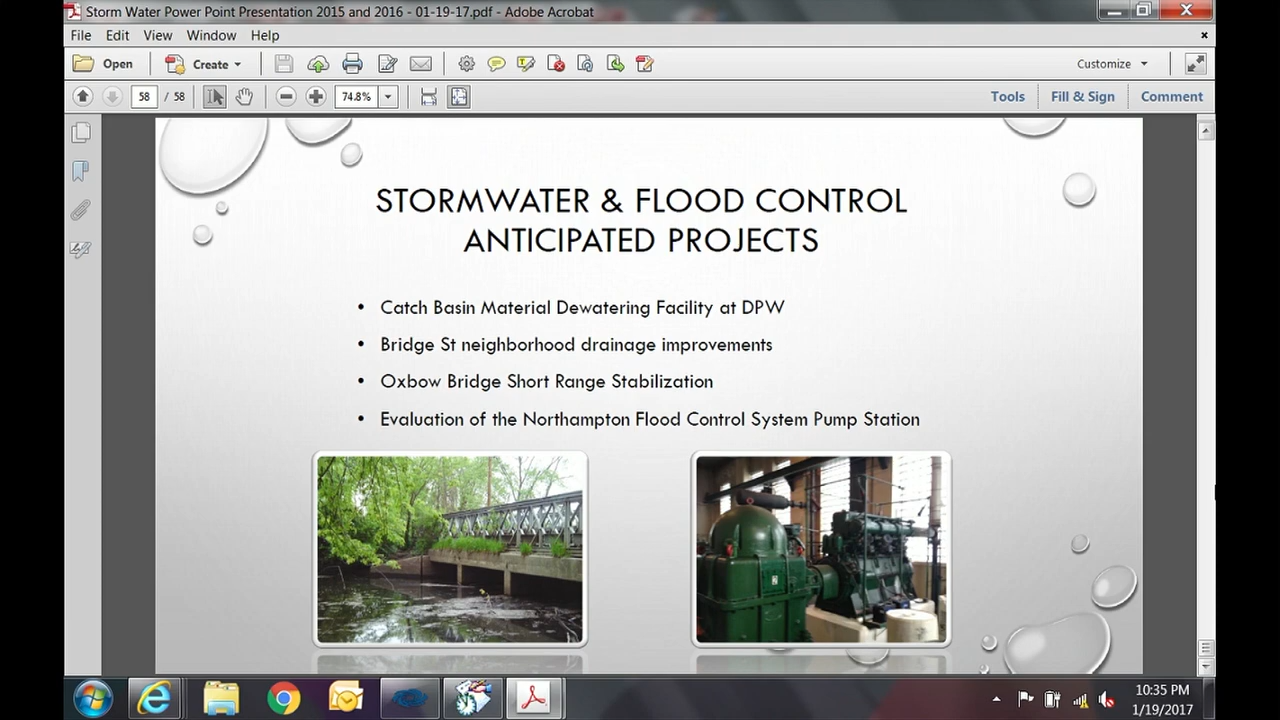 Storm Water Power Point Presentation 2015 and 2016 - 01-19-17.pdf - Adobe Acrobat
File Edit View Window Help
Open Create Customize
58 / 58 74.8% Tools Fill & Sign Comment
STORMWATER & FLOOD CONTROL
ANTICIPATED PROJECTS
• Catch Basin Material Dewatering Facility at DPW
• Bridge St neighborhood drainage improvements
• Oxbow Bridge Short Range Stabilization
• Evaluation of the Northampton Flood Control System Pump Station
10:35 PM
1/19/2017